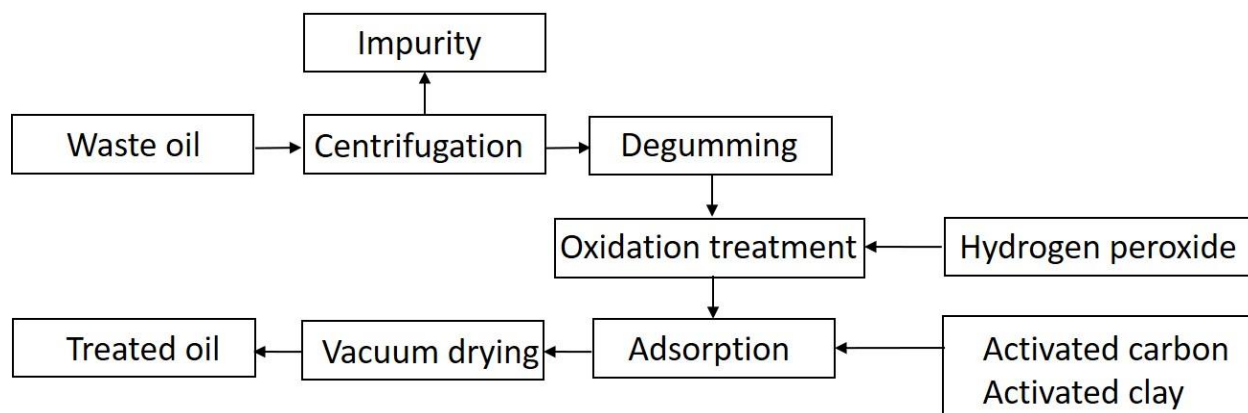 Impurity
Waste oil
Centrifugation
Degumming
Oxidation treatment
Hydrogen peroxide
Treated oil
Vacuum drying
Adsorption
Activated carbon
Activated clay